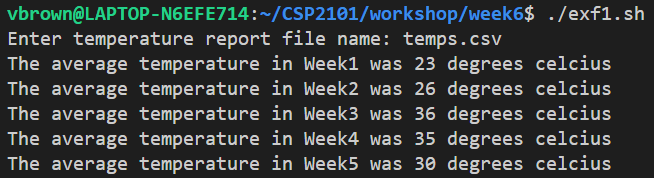 vbrown@LAPTOP-N6EFE714:~/CSP2101/workshop/week6$ ./exf1.sh
Enter temperature report file name: temps.csv
The average temperature in Week1 was 23 degrees celcius
The average temperature in Week2 was 26 degrees celcius
The average temperature in Week3 was 36 degrees celcius
The average temperature in Week4 was 35 degrees celcius
The average temperature in Week5 was 30 degrees celcius